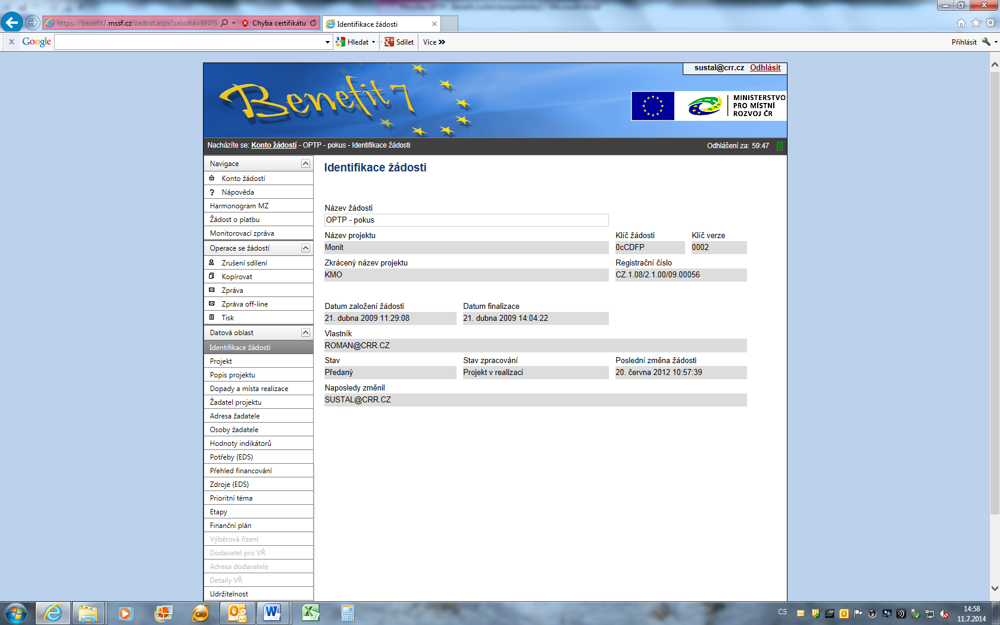 https://benefit7.mssf.cz/zadost.aspx?zalozka=BN7S Chyba certifikátu
Identifikace žádosti
Google Hledat Sdílet Více Přihlásit
sustal@crr.cz Odhlásit
Benefit 7
MINISTERSTVO
PRO MÍSTNÍ
ROZVOJ ČR
Nacházíte se: Konto žádostí - OPTP - pokus - Identifikace žádosti
Odhlášení za: 59:47
Navigace
Konto žádostí
Nápověda
Harmonogram MZ
Žádost o platbu
Monitorovací zpráva
Operace se žádostí
Zrušení sdílení
Kopírovat
Zpráva
Zpráva off-line
Tisk
Datová oblast
Identifikace žádosti
Projekt
Popis projektu
Dopady a místa realizace
Žadatel projektu
Adresa žadatele
Osoby žadatele
Hodnoty indikátorů
Potřeby (EDS)
Přehled financování
Zdroje (EDS)
Prioritní téma
Etapy
Finanční plán
Výběrová řízení
Dodavatel pro VŘ
Adresa dodavatele
Detaily VŘ
Udržitelnost
Identifikace žádosti
Název žádosti
OPTP - pokus
Název projektu Klíč žádosti Klíč verze
Monit 0cCDFP 0002
Zkrácený název projektu Registrační číslo
KMO CZ.1.08/2.1.00/09.00056
Datum založení žádosti Datum finalizace
21. dubna 2009 11:29:08 21. dubna 2009 14:04:22
Vlastník
ROMAN@CRR.CZ
Stav Stav zpracování Poslední změna žádosti
Předaný Projekt v realizaci 20. června 2012 10:57:39
Naposledy změnil
SUSTAL@CRR.CZ
CS
14:58
11.7.2014